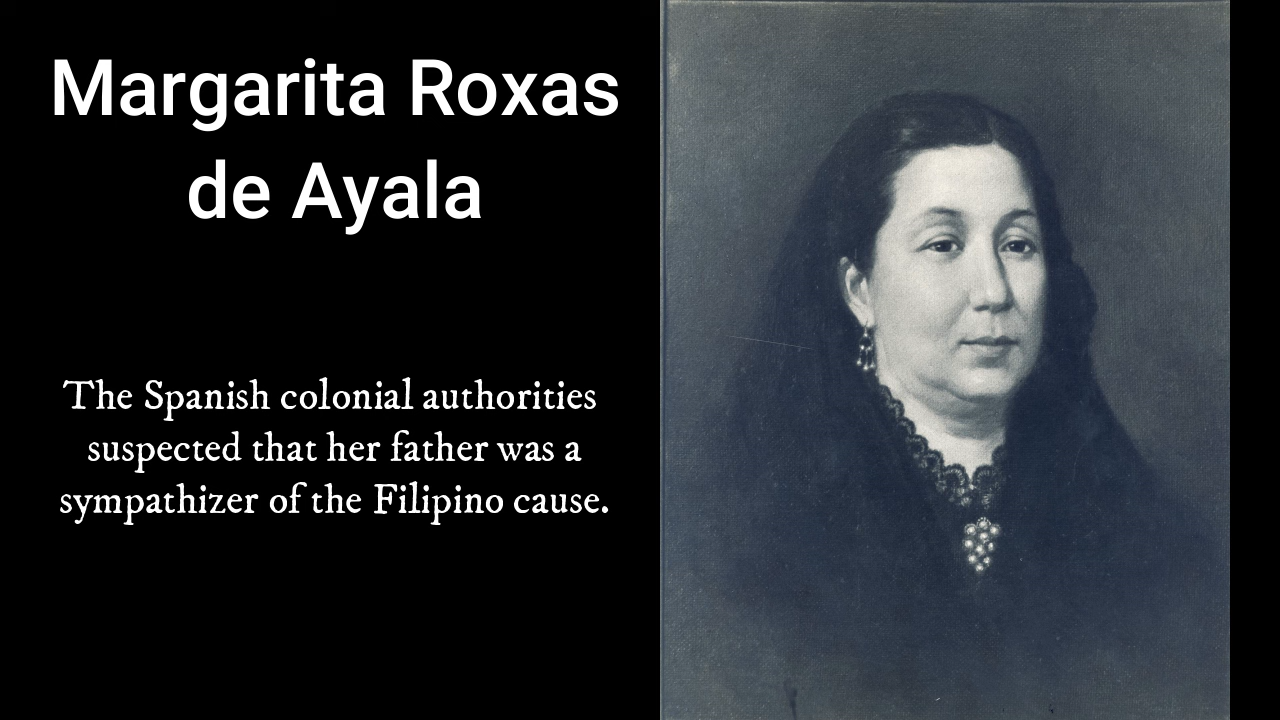 Margarita Roxas
de Ayala
The Spanish colonial authorities
suspected that her father was a
sympathizer of the Filipino cause.